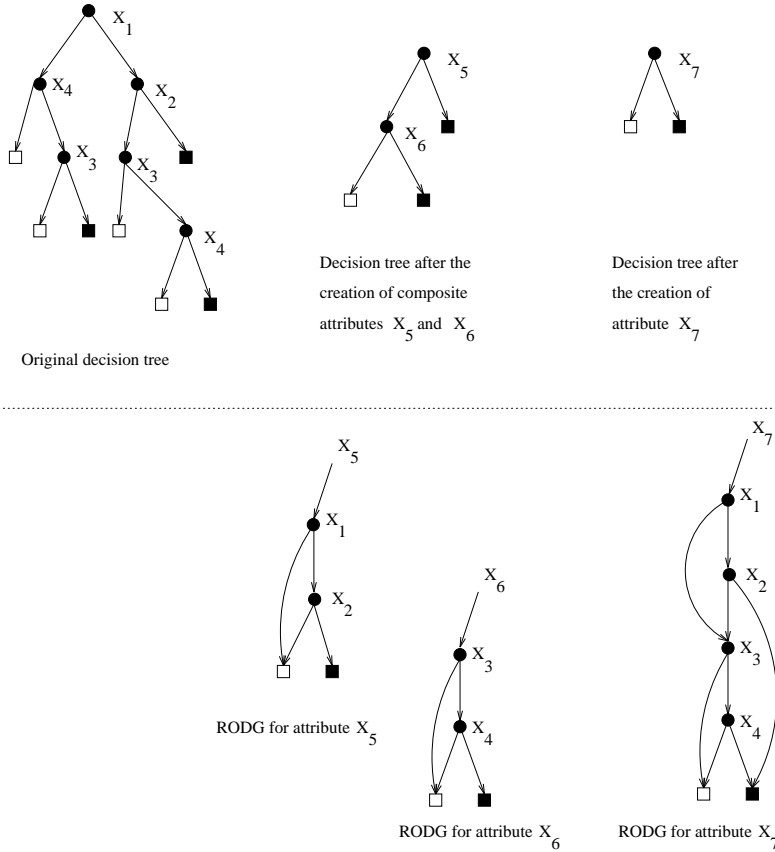 X1
X4
X2
X3
X3
X4
Original decision tree
X5
X6
Decision tree after the
creation of composite
attributes X5 and X6
X7
Decision tree after
the creation of
attribute X7
X5
X1
X2
RODG for attribute X5
X6
X3
X4
RODG for attribute X6
X7
X1
X2
X3
X4
RODG for attribute X7